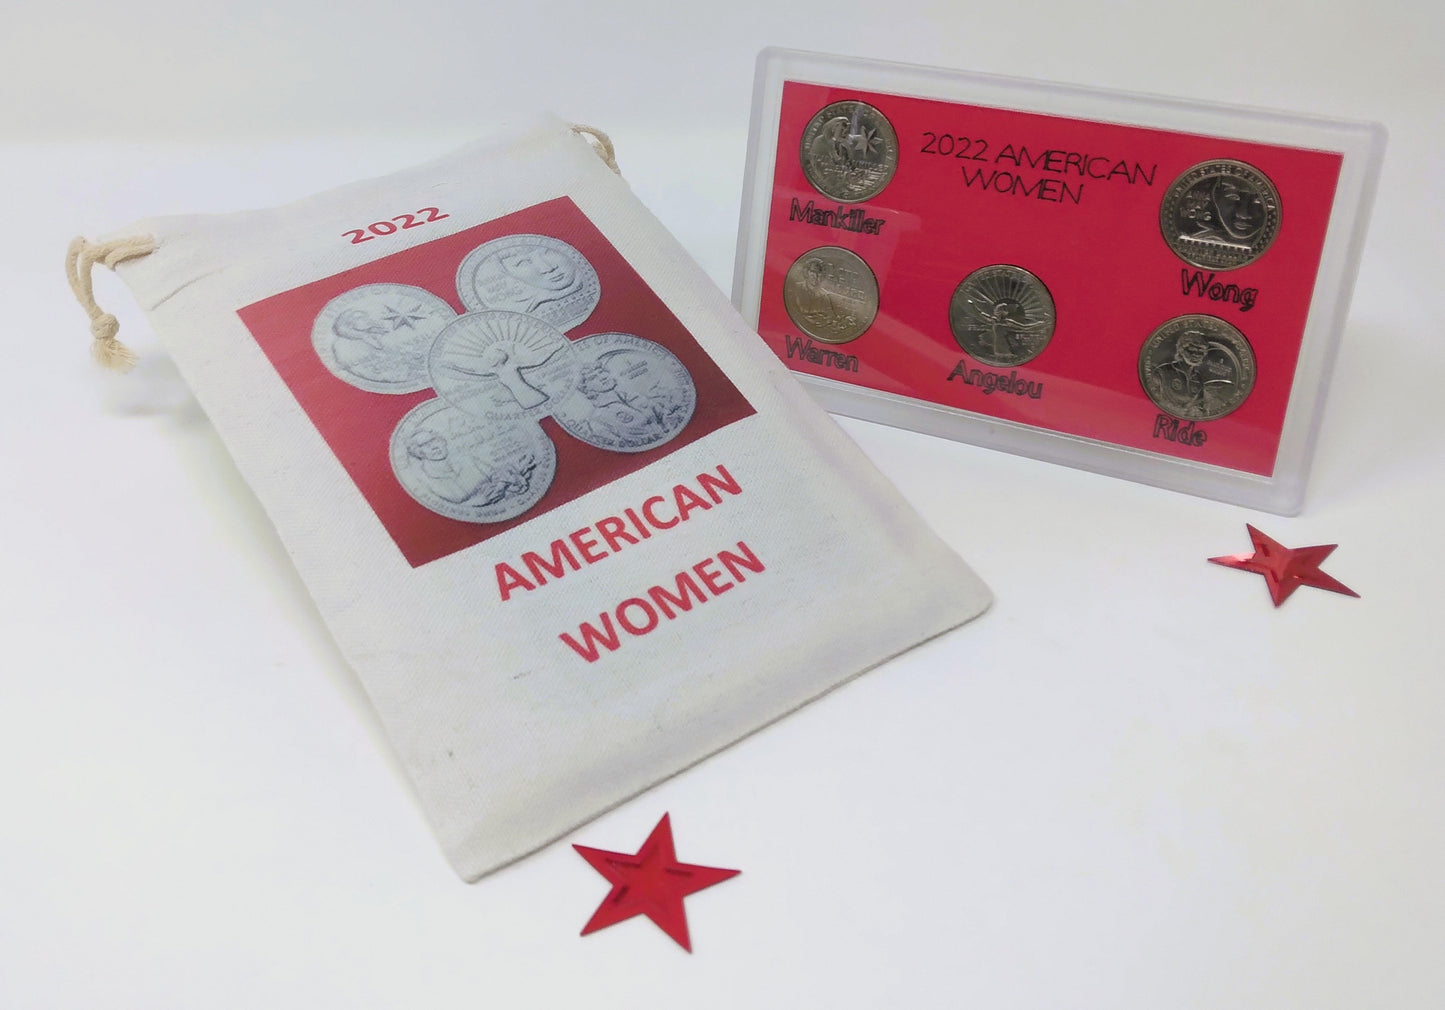 2022
AMERICAN
WOMEN
2022 AMERICAN
WOMEN
Mankiller
Wong
Warren
Angelou
Ride